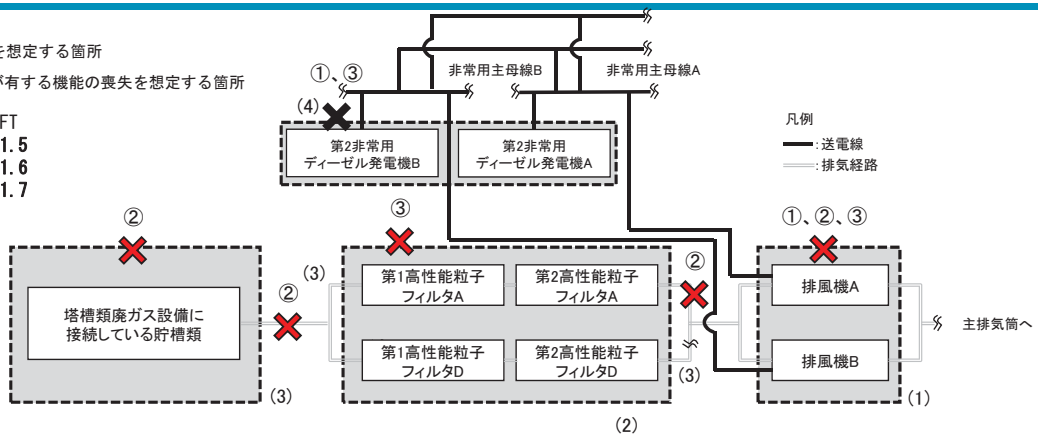 を想定する箇所
が有する機能の喪失を想定する箇所
FT
1.5
1.6
1.7
①、③
(4)
非常用主母線B
非常用主母線A
第2非常用
ディーゼル発電機B
第2非常用
ディーゼル発電機A
凡例
:送電線
:排気経路
②
塔槽類廃ガス設備に
接続している貯槽類
(3)
②
(3)
③
第1高性能粒子
フィルタA
第2高性能粒子
フィルタA
第1高性能粒子
フィルタD
第2高性能粒子
フィルタD
(2)
②
(3)
①、②、③
排風機A
排風機B
(1)
主排気筒へ